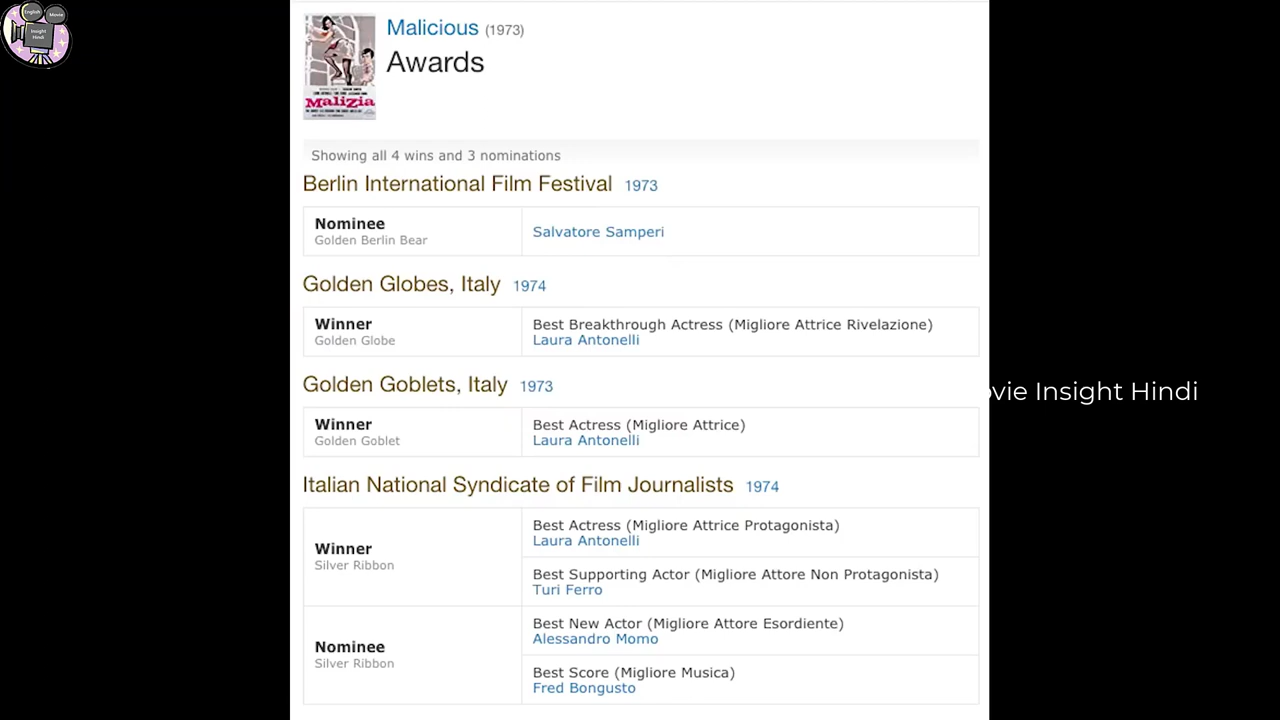 English Movie
Insight
Hindi
Malicious (1973)
Awards
MaliZia
Showing all 4 wins and 3 nominations
Berlin International Film Festival 1973
Nominee
Golden Berlin Bear
Salvatore Samperi
Golden Globes, Italy 1974
Winner
Golden Globe
Best Breakthrough Actress (Migliore Attrice Rivelazione)
Laura Antonelli
Golden Goblets, Italy 1973
Winner
Golden Goblet
Best Actress (Migliore Attrice)
Laura Antonelli
ovie Insight Hindi
Italian National Syndicate of Film Journalists 1974
Winner
Silver Ribbon
Best Actress (Migliore Attrice Protagonista)
Laura Antonelli
Best Supporting Actor (Migliore Attore Non Protagonista)
Turi Ferro
Nominee
Silver Ribbon
Best New Actor (Migliore Attore Esordiente)
Alessandro Momo
Best Score (Migliore Musica)
Fred Bongusto